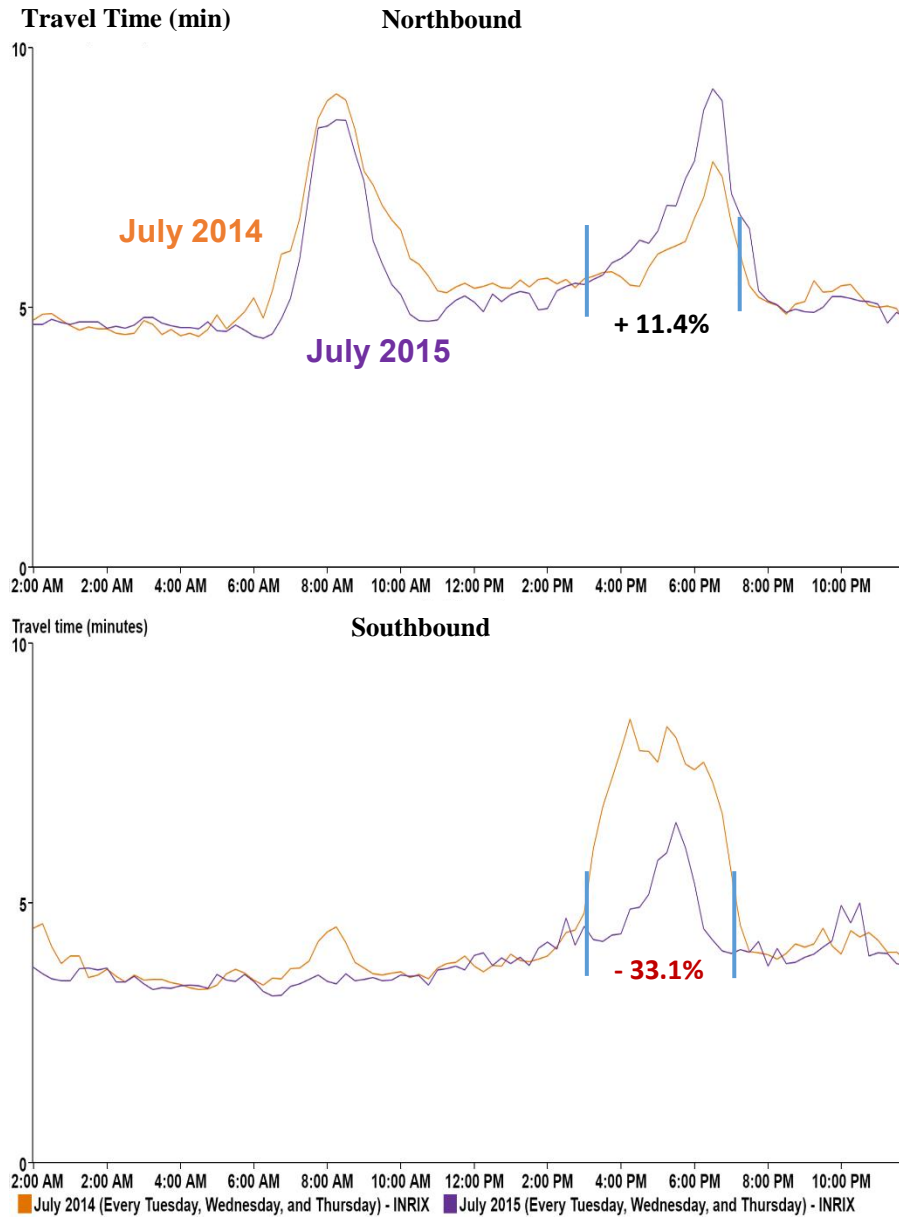 Travel Time (min) Northbound
10
July 2014
5
+ 11.4%
July 2015
0
2:00 AM 2:00 AM 4:00 AM 6:00 AM 8:00 AM 10:00 AM 12:00 PM 2:00 PM 4:00 PM 6:00 PM 8:00 PM 10:00 PM
Travel time (minutes) Southbound
10
5
- 33.1%
0
2:00 AM 2:00 AM 4:00 AM 6:00 AM 8:00 AM 10:00 AM 12:00 PM 2:00 PM 4:00 PM 6:00 PM 8:00 PM 10:00 PM
July 2014 (Every Tuesday, Wednesday, and Thursday) - INRIX July 2015 (Every Tuesday, Wednesday, and Thursday) - INRIX